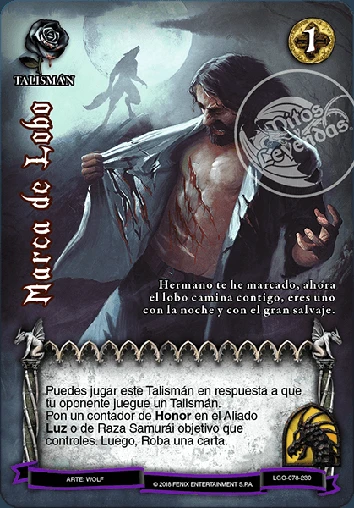 TALISMÁN
1
Mitos y
Leyendas
Marca de Lobo
Hermano te he marcado, ahora
el lobo camina contigo, eres uno
con la noche y con el gran salvaje.
Puedes jugar este Talismán en respuesta a que
tu oponente juegue un Talismán.
Pon un contador de Honor en el Aliado
Luz o de Raza Samurái objetivo que
controles. Luego, Roba una carta.
ARTE: WOLF
© 2018 FENIX ENTERTAINMENT S.P.A